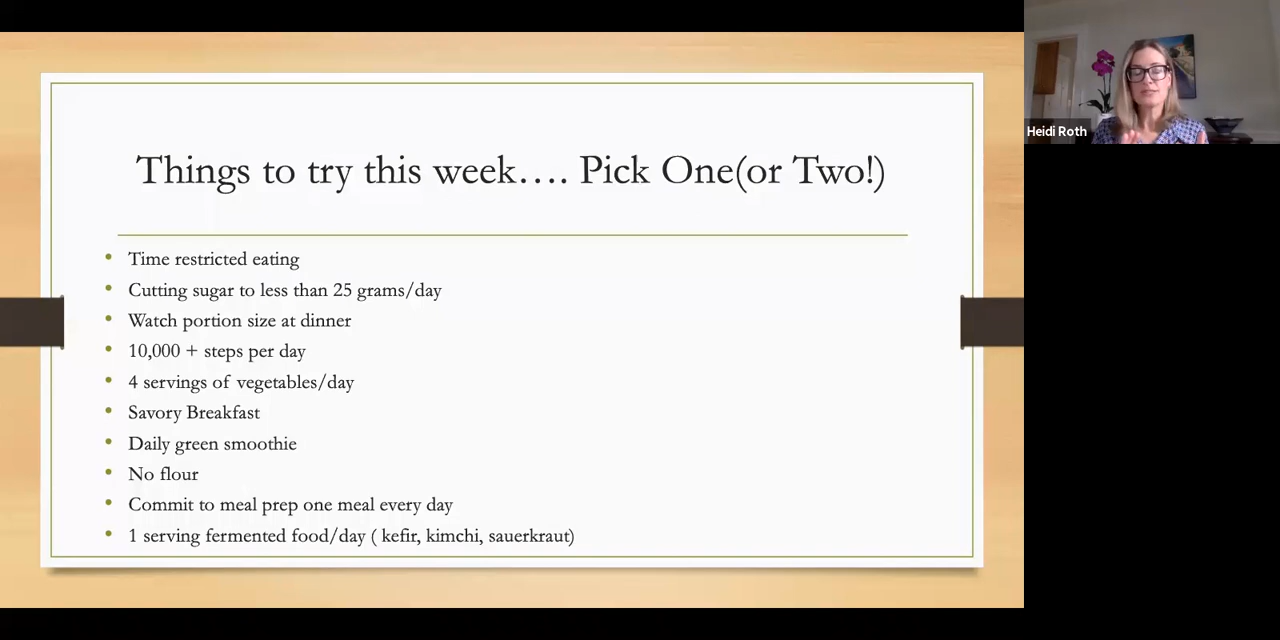 Things to try this week…. Pick One(or Two!)
Time restricted eating
Cutting sugar to less than 25 grams/day
Watch portion size at dinner
10,000 + steps per day
4 servings of vegetables/day
Savory Breakfast
Daily green smoothie
No flour
Commit to meal prep one meal every day
1 serving fermented food/day ( kefir, kimchi, sauerkraut)
Heidi Roth